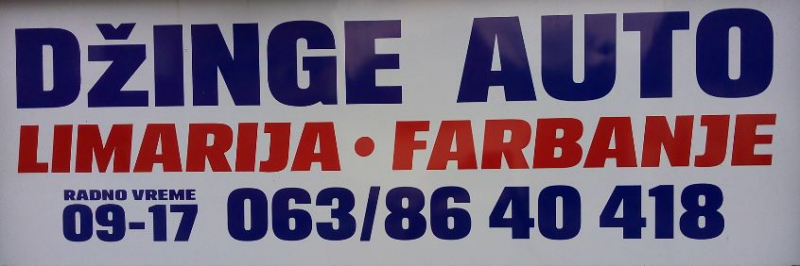 DŽINGE AUTO
LIMARIJA • FARBANJE
RADNO VREME
09-17 063/86 40 418